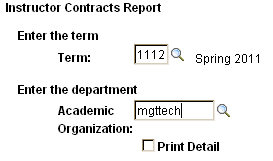 Instructor Contracts Report
Enter the term
Term: 1112 Spring 2011
Enter the department
Academic mgttech
Organization:
Print Detail